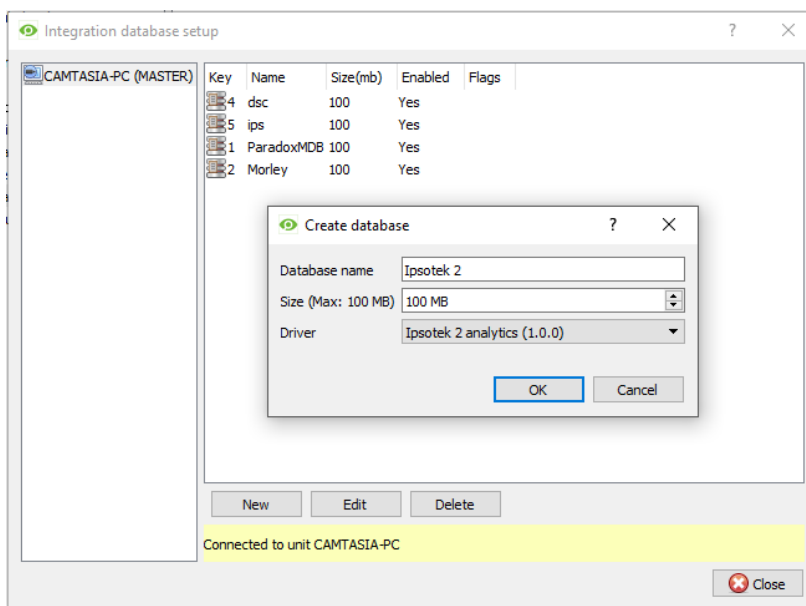 Integration database setup
CAMTASIA-PC (MASTER)
Key Name Size(mb) Enabled Flags
4 dsc 100 Yes
5 ips 100 Yes
1 ParadoxMDB 100 Yes
2 Morley 100 Yes
Create database
Database name Ipsotek 2
Size (Max: 100 MB) 100 MB
Driver Ipsotek 2 analytics (1.0.0)
OK Cancel
New Edit Delete
Connected to unit CAMTASIA-PC
Close